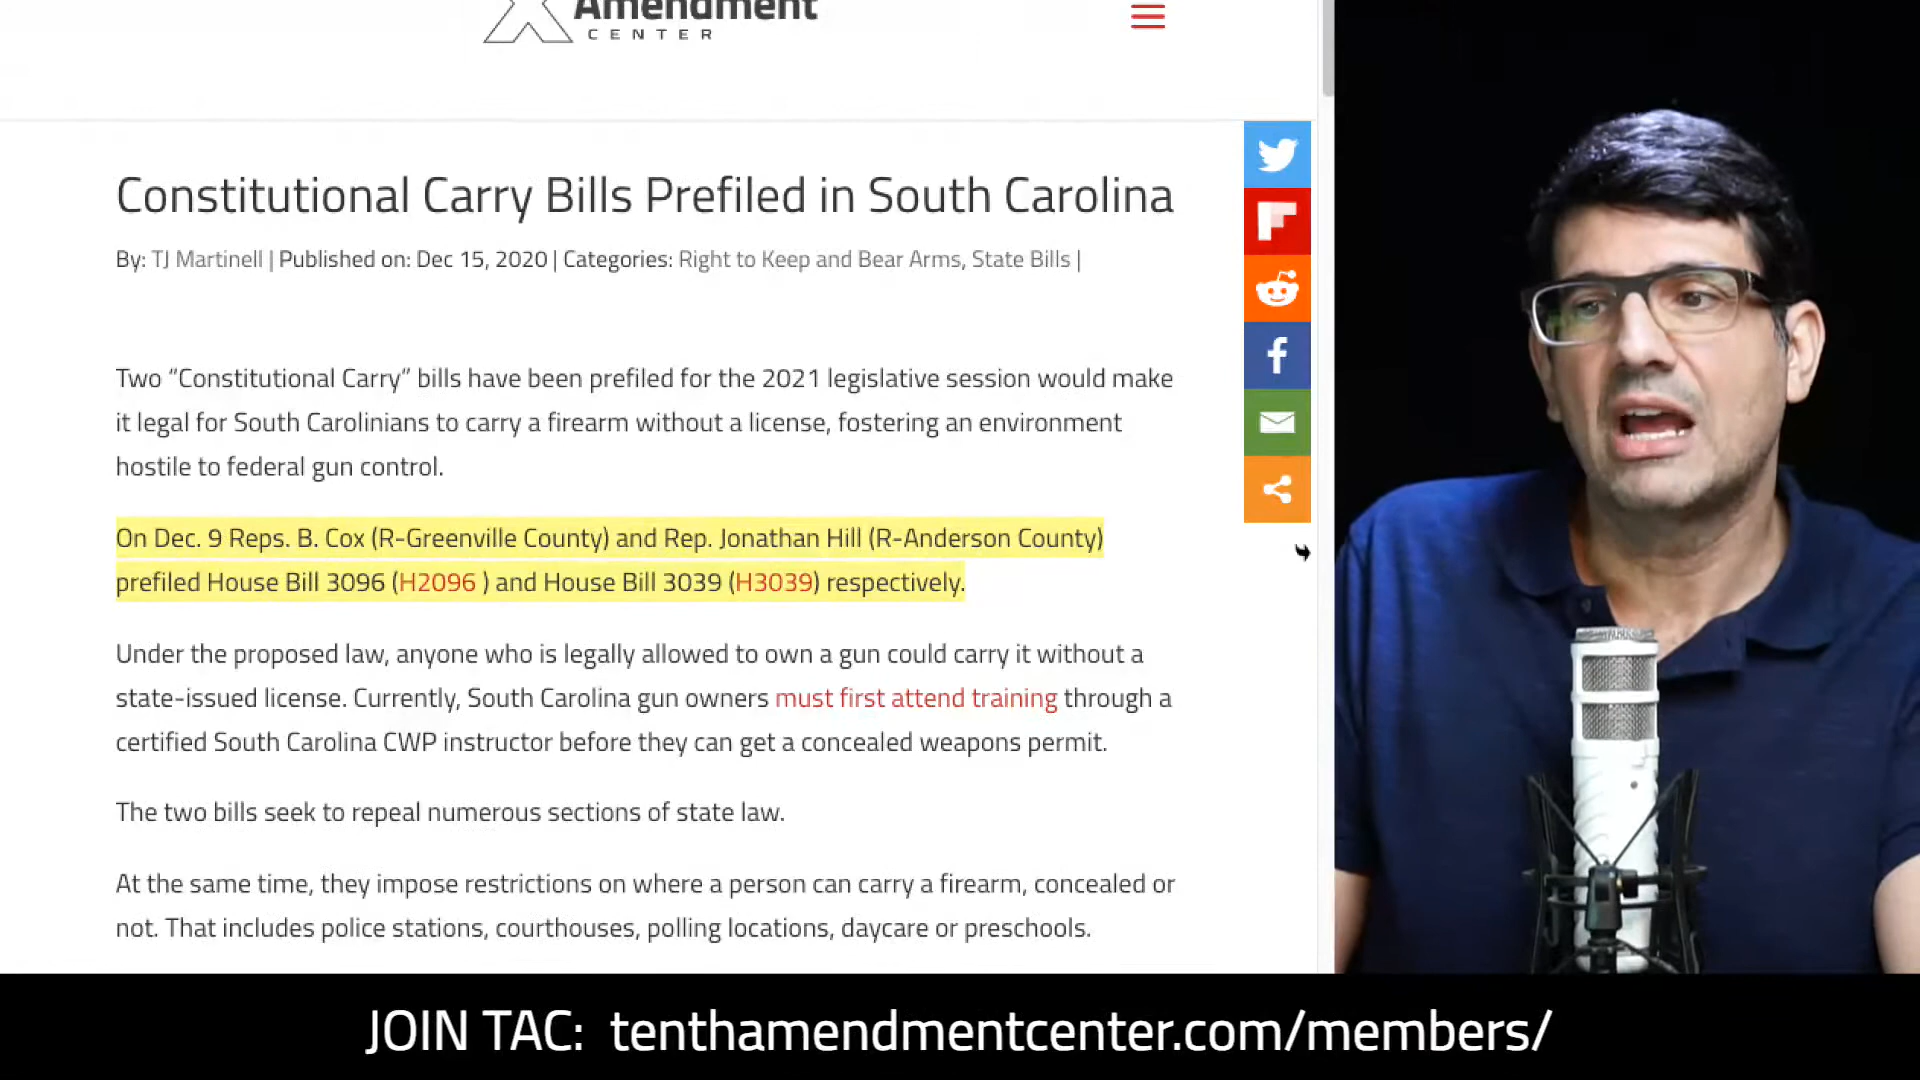 Amendment
CENTER
Constitutional Carry Bills Prefiled in South Carolina
By: TJ Martinell | Published on: Dec 15, 2020 | Categories: Right to Keep and Bear Arms, State Bills |
Two “Constitutional Carry” bills have been prefiled for the 2021 legislative session would make
it legal for South Carolinians to carry a firearm without a license, fostering an environment
hostile to federal gun control.
On Dec. 9 Reps. B. Cox (R-Greenville County) and Rep. Jonathan Hill (R-Anderson County)
prefiled House Bill 3096 (H2096 ) and House Bill 3039 (H3039) respectively.
Under the proposed law, anyone who is legally allowed to own a gun could carry it without a
state-issued license. Currently, South Carolina gun owners must first attend training through a
certified South Carolina CWP instructor before they can get a concealed weapons permit.
The two bills seek to repeal numerous sections of state law.
At the same time, they impose restrictions on where a person can carry a firearm, concealed or
not. That includes police stations, courthouses, polling locations, daycare or preschools.
JOIN TAC: tenthamendmentcenter.com/members/